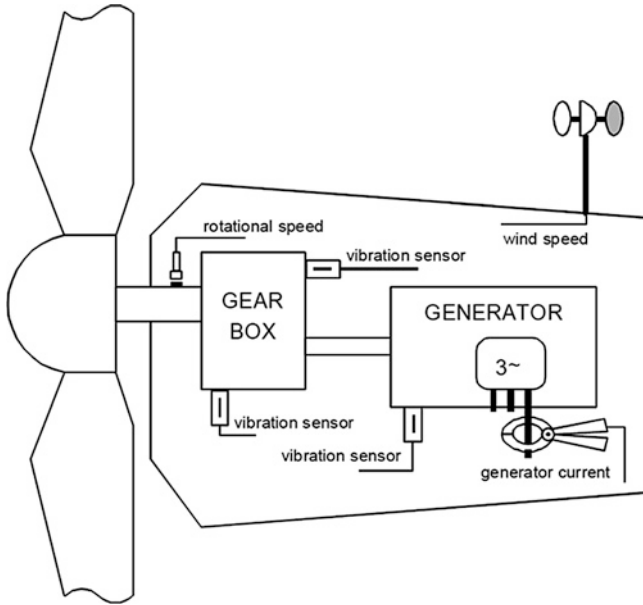 rotational speed
wind speed
vibration sensor
GEAR
BOX
GENERATOR
3~
vibration sensor
vibration sensor
generator current